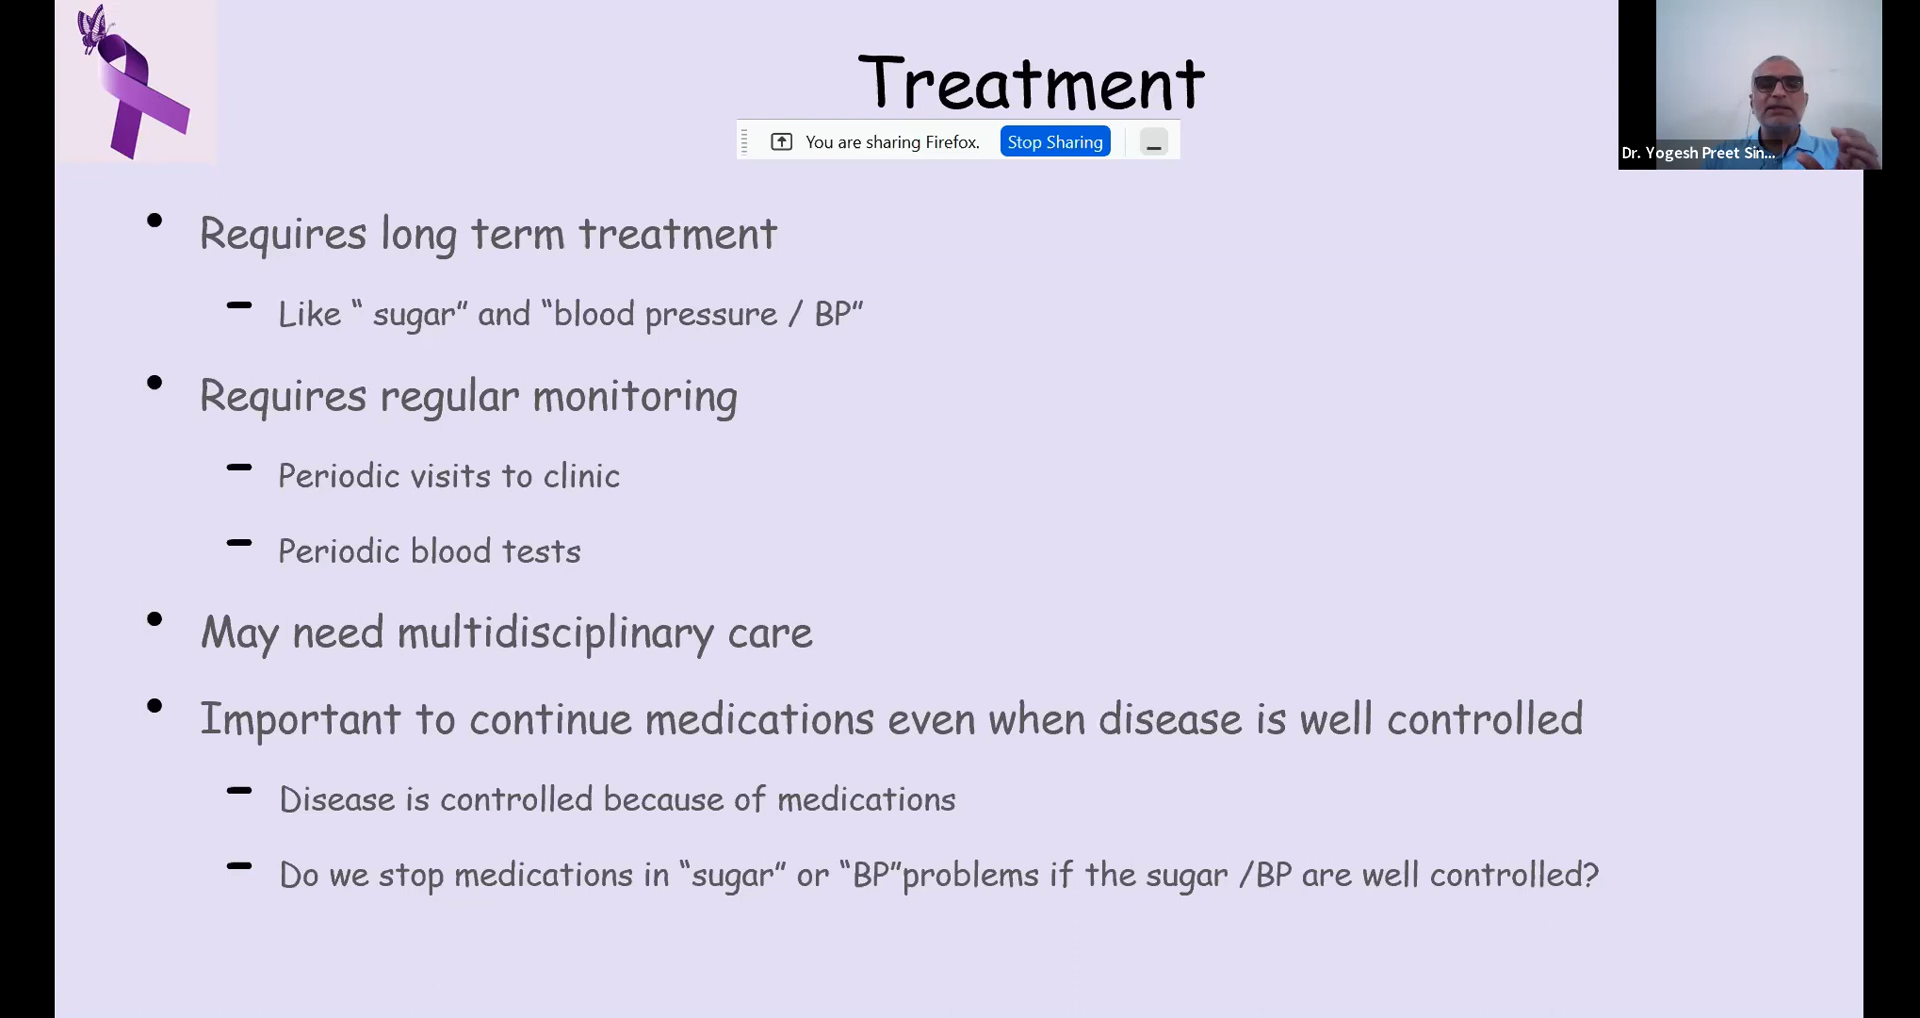 Treatment
You are sharing Firefox.
Stop Sharing
Dr. Yogesh Preet Sin...
• Requires long term treatment
– Like “ sugar” and “blood pressure / BP”
• Requires regular monitoring
– Periodic visits to clinic
– Periodic blood tests
• May need multidisciplinary care
• Important to continue medications even when disease is well controlled
– Disease is controlled because of medications
– Do we stop medications in “sugar” or “BP”problems if the sugar /BP are well controlled?